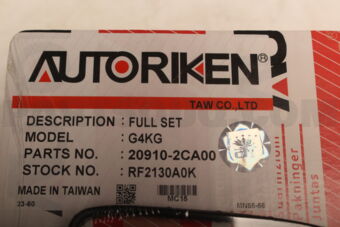 AUTORIKEN®
TAW CO.,LTD
DESCRIPTION : FULL SET
MODEL : G4KG
PARTS NO. : 20910-2CA00
STOCK NO. : RF2130A0K
MADE IN TAIWAN
MC16
Pakninger
Juntas